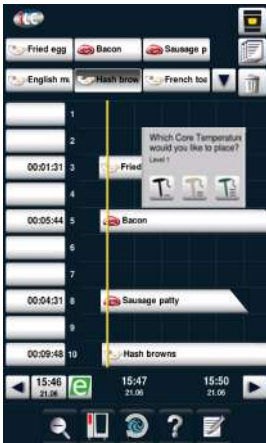 iLC
Fried egg
Bacon
Sausage p
English mu
Hash brow
French toa
1
2
Which Core Temperature
would you like to place?
Level 1
00:01:31 3 Fried
4
00:05:44 5 Bacon
6
7
00:04:31 8 Sausage patty
9
00:09:48 10 Hash browns
15:46 15:47 15:50
21.06 21.06 21.06
?